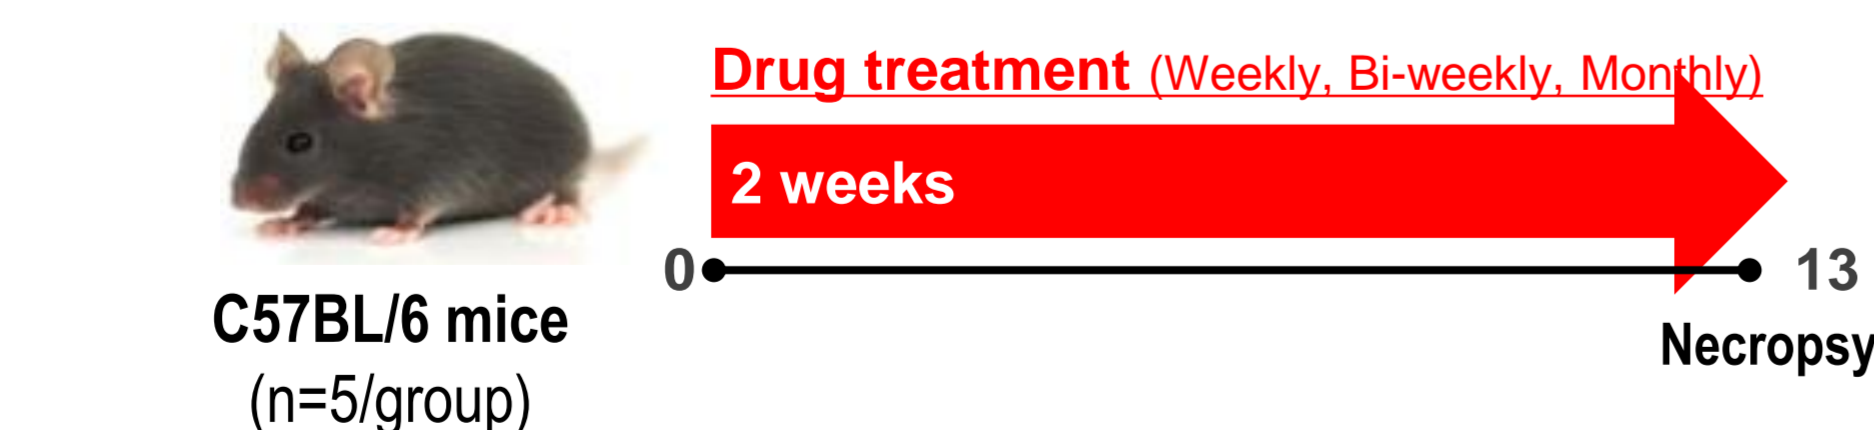 Drug treatment (Weekly, Bi-weekly, Monthly)
2 weeks
0
13
C57BL/6 mice
(n=5/group)
Necropsy